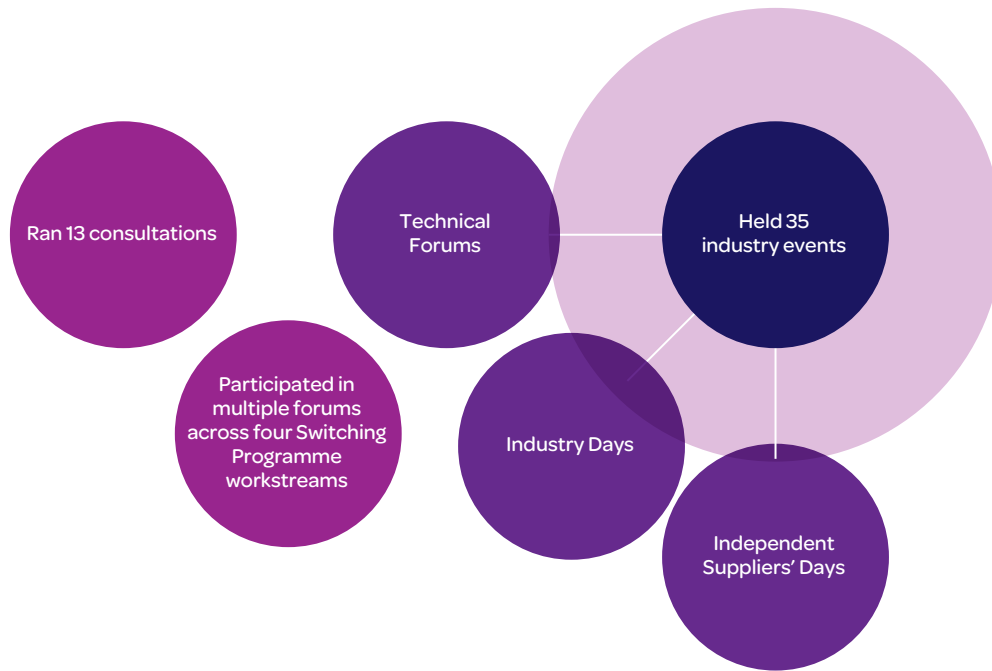 Ran 13 consultations
Technical
Forums
Held 35
industry events
Participated in
multiple forums
across four Switching
Programme
workstreams
Industry Days
Independent
Suppliers’ Days